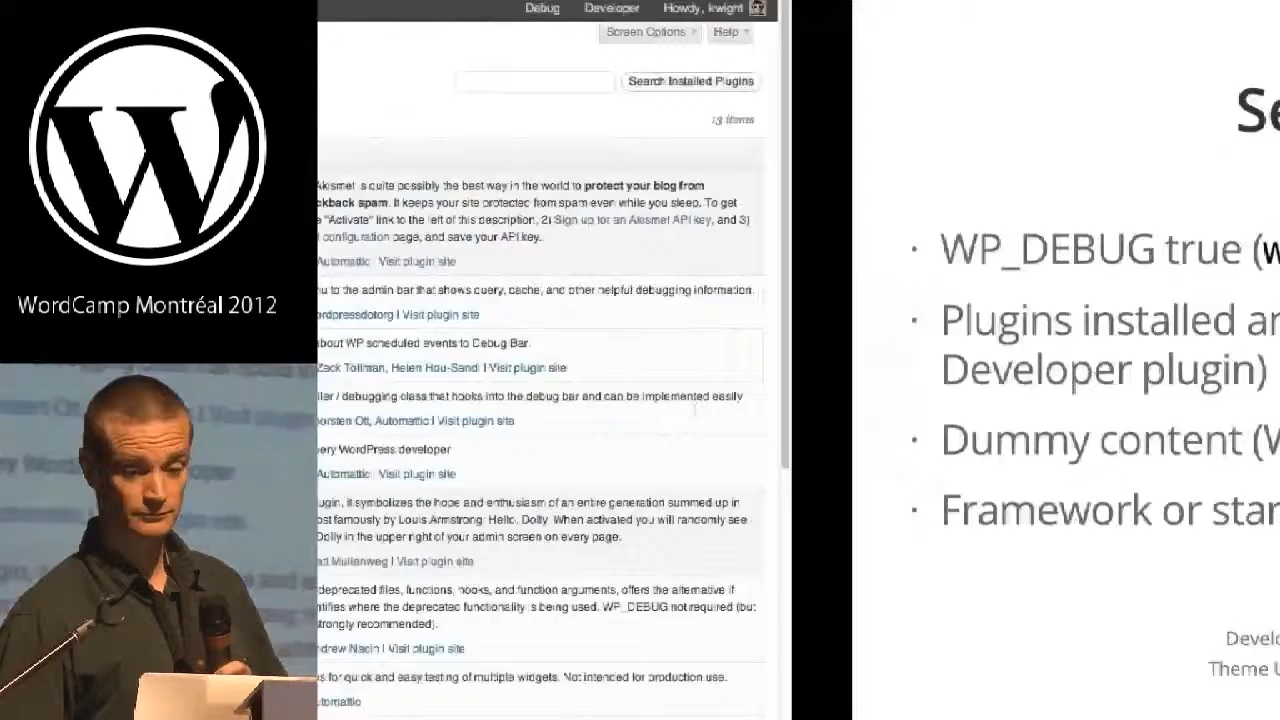 WordCamp Montréal 2012
Debug Developer Howdy, kwight
Screen Options Help
Search Installed Plugins
13 items
Akismet is quite possibly the best way in the world to protect your blog from
ckback spam. It keeps your site protected from spam even while you sleep. To get
e "Activate" link to the left of this description, 2) Sign up for an Akismet API key, and 3)
configuration page, and save your API key.
Automattic | Visit plugin site
nu to the admin bar that shows query, cache, and other helpful debugging information.
ordpressdotorg | Visit plugin site
about WP scheduled events to Debug Bar.
Zack Tollman, Helen Hou-Sandi | Visit plugin site
iler / debugging class that hooks into the debug bar and can be implemented easily
horsten Ott, Automattic | Visit plugin site
very WordPress developer
Automattic | Visit plugin site
ugin, it symbolizes the hope and enthusiasm of an entire generation summed up in
ost famously by Louis Armstrong: Hello, Dolly. When activated you will randomly see
Dolly in the upper right of your admin screen on every page.
att Mullenweg | Visit plugin site
deprecated files, functions, hooks, and function arguments, offers the alternative if
ntifies where the deprecated functionality is being used. WP_DEBUG not required (but
strongly recommended).
ndrew Nacin | Visit plugin site
s for quick and easy testing of multiple widgets. Not intended for production use.
utomattic
Se
· WP_DEBUG true (w
· Plugins installed an
Developer plugin)
· Dummy content (W
· Framework or star
Develo
Theme U